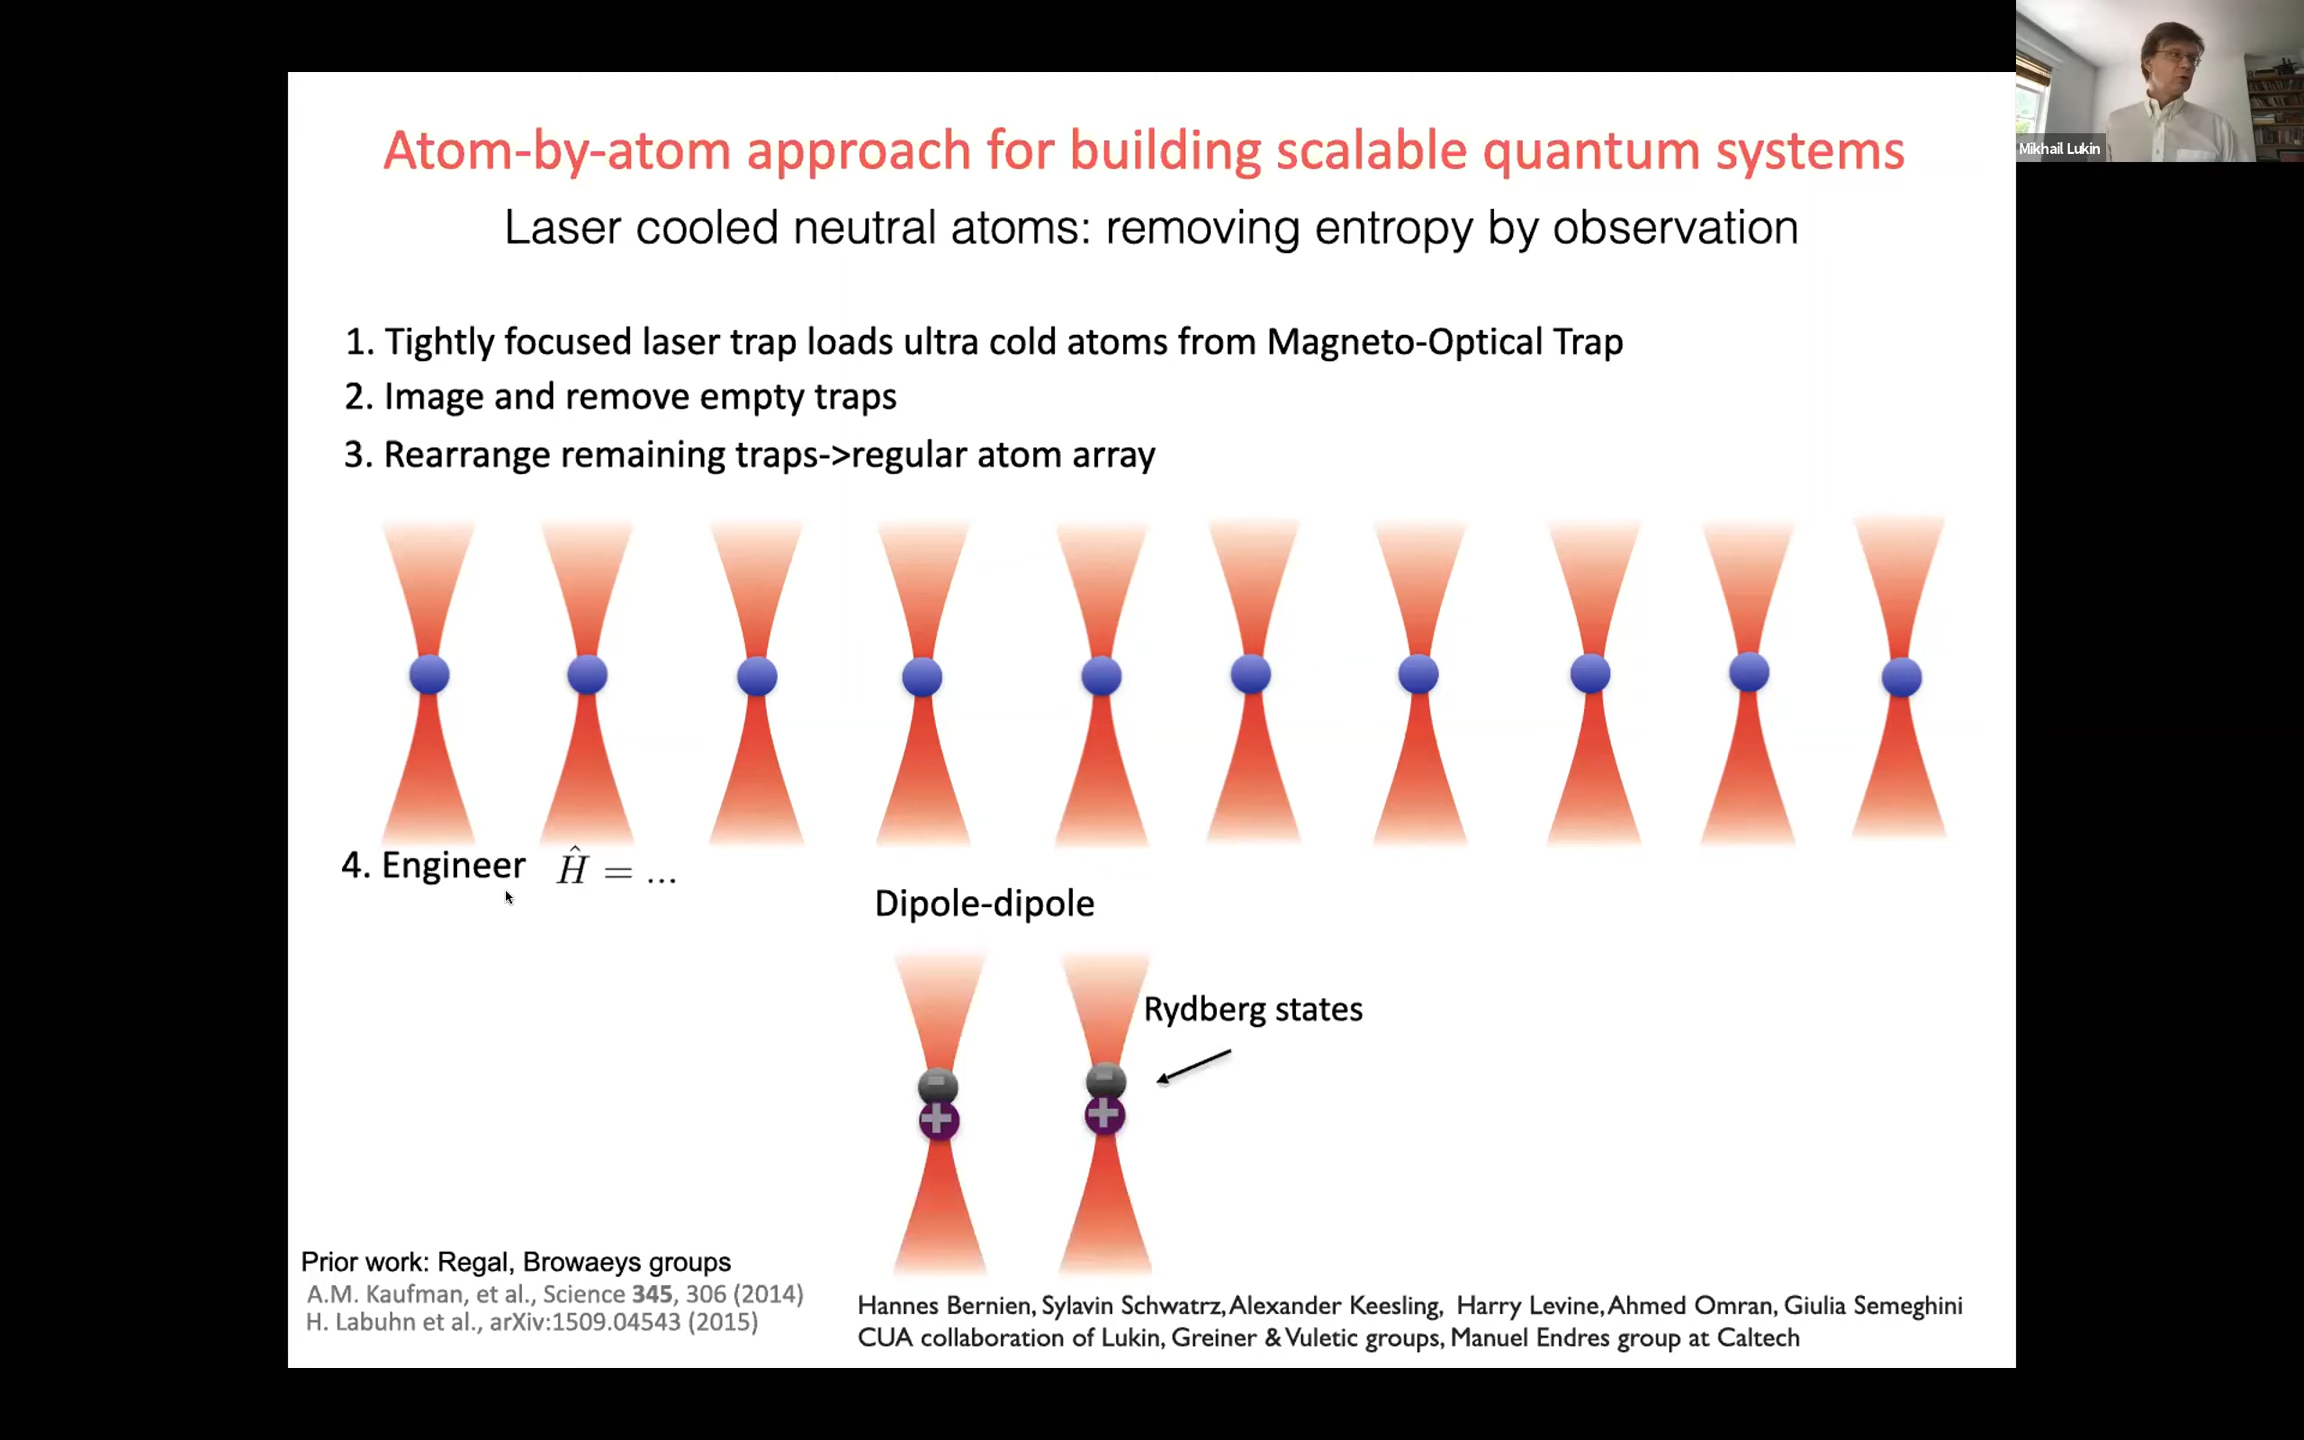 Mikhail Lukin
Atom-by-atom approach for building scalable quantum systems
Laser cooled neutral atoms: removing entropy by observation
1. Tightly focused laser trap loads ultra cold atoms from Magneto-Optical Trap
2. Image and remove empty traps
3. Rearrange remaining traps->regular atom array
4. Engineer Ĥ = ...
Dipole-dipole
Rydberg states
- -
+ +
Prior work: Regal, Browaeys groups
A.M. Kaufman, et al., Science 345, 306 (2014)
H. Labuhn et al., arXiv:1509.04543 (2015)
Hannes Bernien, Sylavin Schwatrz, Alexander Keesling, Harry Levine, Ahmed Omran, Giulia Semeghini
CUA collaboration of Lukin, Greiner & Vuletic groups, Manuel Endres group at Caltech